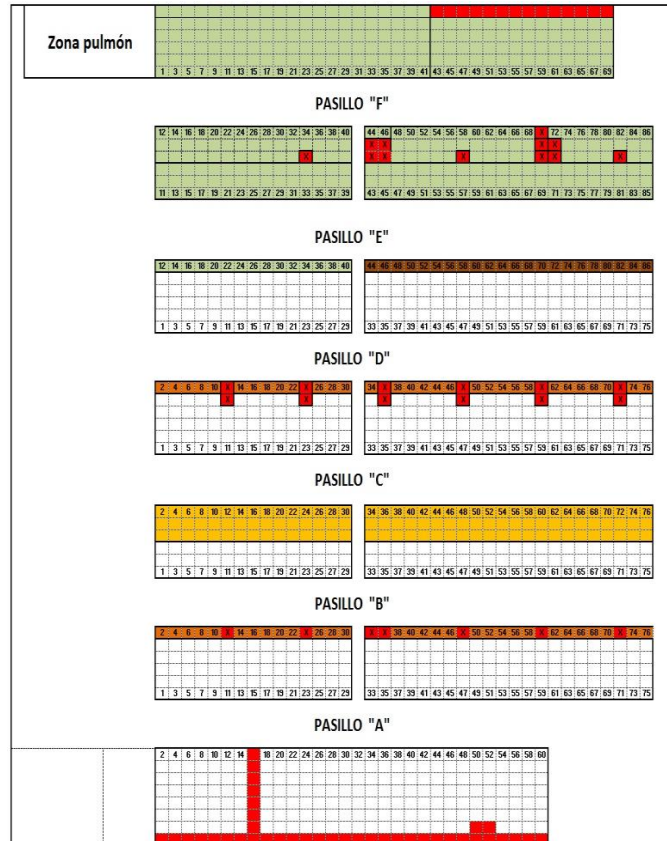 Zona pulmón
1 3 5 7 9 11 13 15 17 19 21 23 25 27 29 31 33 35 37 39 41 43 45 47 49 51 53 55 57 59 61 63 65 67 69
PASILLO "F"
12 14 16 18 20 22 24 26 28 30 32 34 36 38 40 44 46 48 50 52 54 56 58 60 62 64 66 68 X 72 74 76 78 80 82 84 86
X X X X
X X X X X X X
11 13 15 17 19 21 23 25 27 29 31 33 35 37 39 43 45 47 49 51 53 55 57 59 61 63 65 67 69 71 73 75 77 79 81 83 85
PASILLO "E"
12 14 16 18 20 22 24 26 28 30 32 34 36 38 40 44 46 48 50 52 54 56 58 60 62 64 66 68 70 72 74 76 78 80 82 84 86
1 3 5 7 9 11 13 15 17 19 21 23 25 27 29 33 35 37 39 41 43 45 47 49 51 53 55 57 59 61 63 65 67 69 71 73 75
PASILLO "D"
2 4 6 8 10 X 14 16 18 20 22 X 26 28 30 34 X 38 40 42 44 46 X 50 52 54 56 58 X 62 64 66 68 70 X 74 76
X X X X X X
1 3 5 7 9 11 13 15 17 19 21 23 25 27 29 33 35 37 39 41 43 45 47 49 51 53 55 57 59 61 63 65 67 69 71 73 75
PASILLO "C"
2 4 6 8 10 12 14 16 18 20 22 24 26 28 30 34 36 38 40 42 44 46 48 50 52 54 56 58 60 62 64 66 68 70 72 74 76
1 3 5 7 9 11 13 15 17 19 21 23 25 27 29 33 35 37 39 41 43 45 47 49 51 53 55 57 59 61 63 65 67 69 71 73 75
PASILLO "B"
2 4 6 8 10 X 14 16 18 20 22 X 26 28 30 X X 38 40 42 44 46 X 50 52 54 56 58 X 62 64 66 68 70 X 74 76
1 3 5 7 9 11 13 15 17 19 21 23 25 27 29 33 35 37 39 41 43 45 47 49 51 53 55 57 59 61 63 65 67 69 71 73 75
PASILLO "A"
2 4 6 8 10 12 14 18 20 22 24 26 28 30 32 34 36 38 40 42 44 46 48 50 52 54 56 58 60